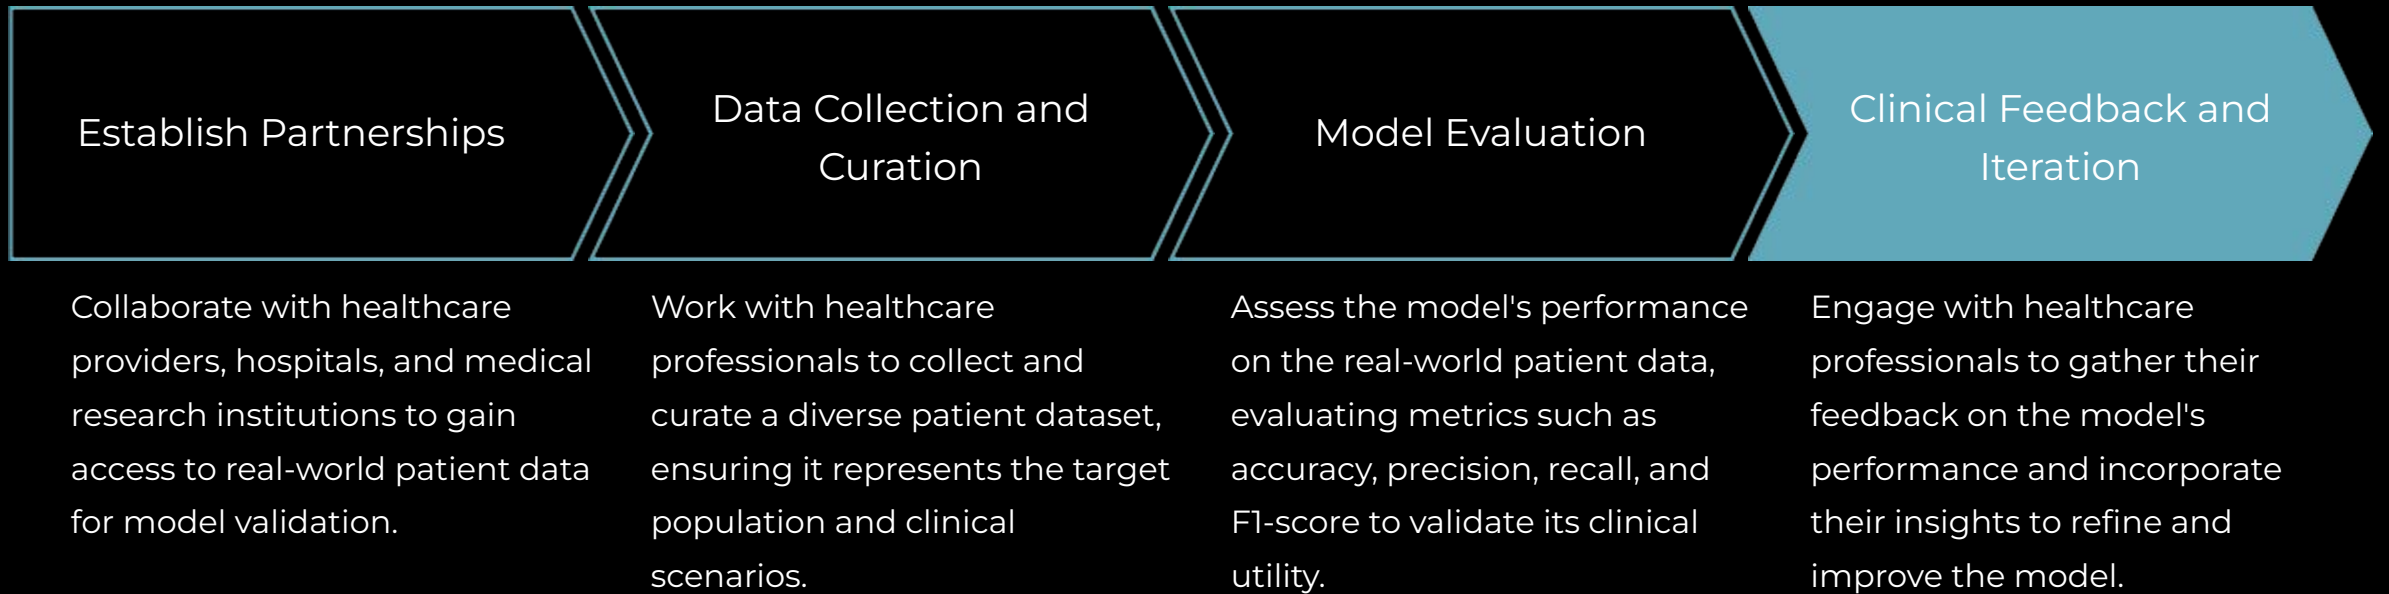 Establish Partnerships
Data Collection and
Curation
Model Evaluation
Clinical Feedback and
Iteration
Collaborate with healthcare
providers, hospitals, and medical
research institutions to gain
access to real-world patient data
for model validation.
Work with healthcare
professionals to collect and
curate a diverse patient dataset,
ensuring it represents the target
population and clinical
scenarios.
Assess the model's performance
on the real-world patient data,
evaluating metrics such as
accuracy, precision, recall, and
F1-score to validate its clinical
utility.
Engage with healthcare
professionals to gather their
feedback on the model's
performance and incorporate
their insights to refine and
improve the model.